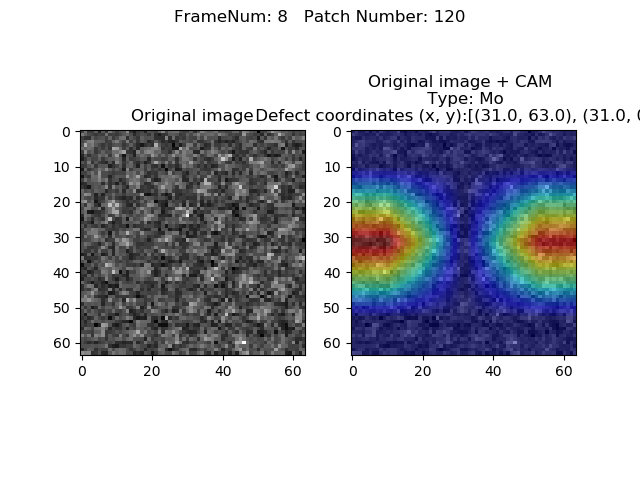 FrameNum: 8   Patch Number: 120
Original image
Original image + CAM
Type: Mo
Defect coordinates (x, y):[(31.0, 63.0), (31.0, 0
0
10
20
30
40
50
60
0 20 40 60
0
10
20
30
40
50
60
0 20 40 60